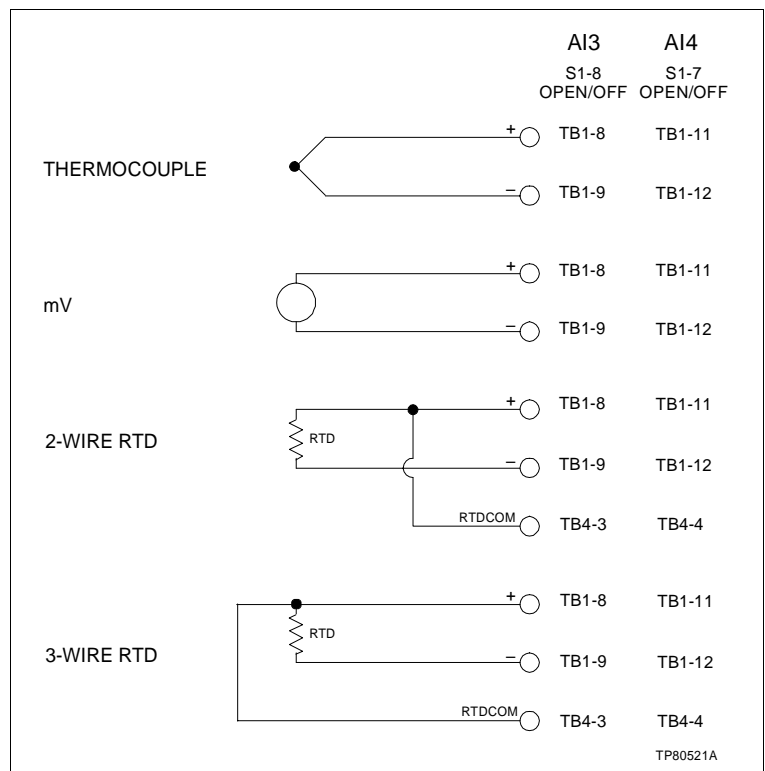 AI3 AI4
S1-8 S1-7
OPEN/OFF OPEN/OFF
+ TB1-8 TB1-11
THERMOCOUPLE
− TB1-9 TB1-12
+ TB1-8 TB1-11
mV
− TB1-9 TB1-12
+ TB1-8 TB1-11
2-WIRE RTD RTD
− TB1-9 TB1-12
RTDCOM TB4-3 TB4-4
+ TB1-8 TB1-11
RTD
3-WIRE RTD − TB1-9 TB1-12
RTDCOM TB4-3 TB4-4
TP80521A